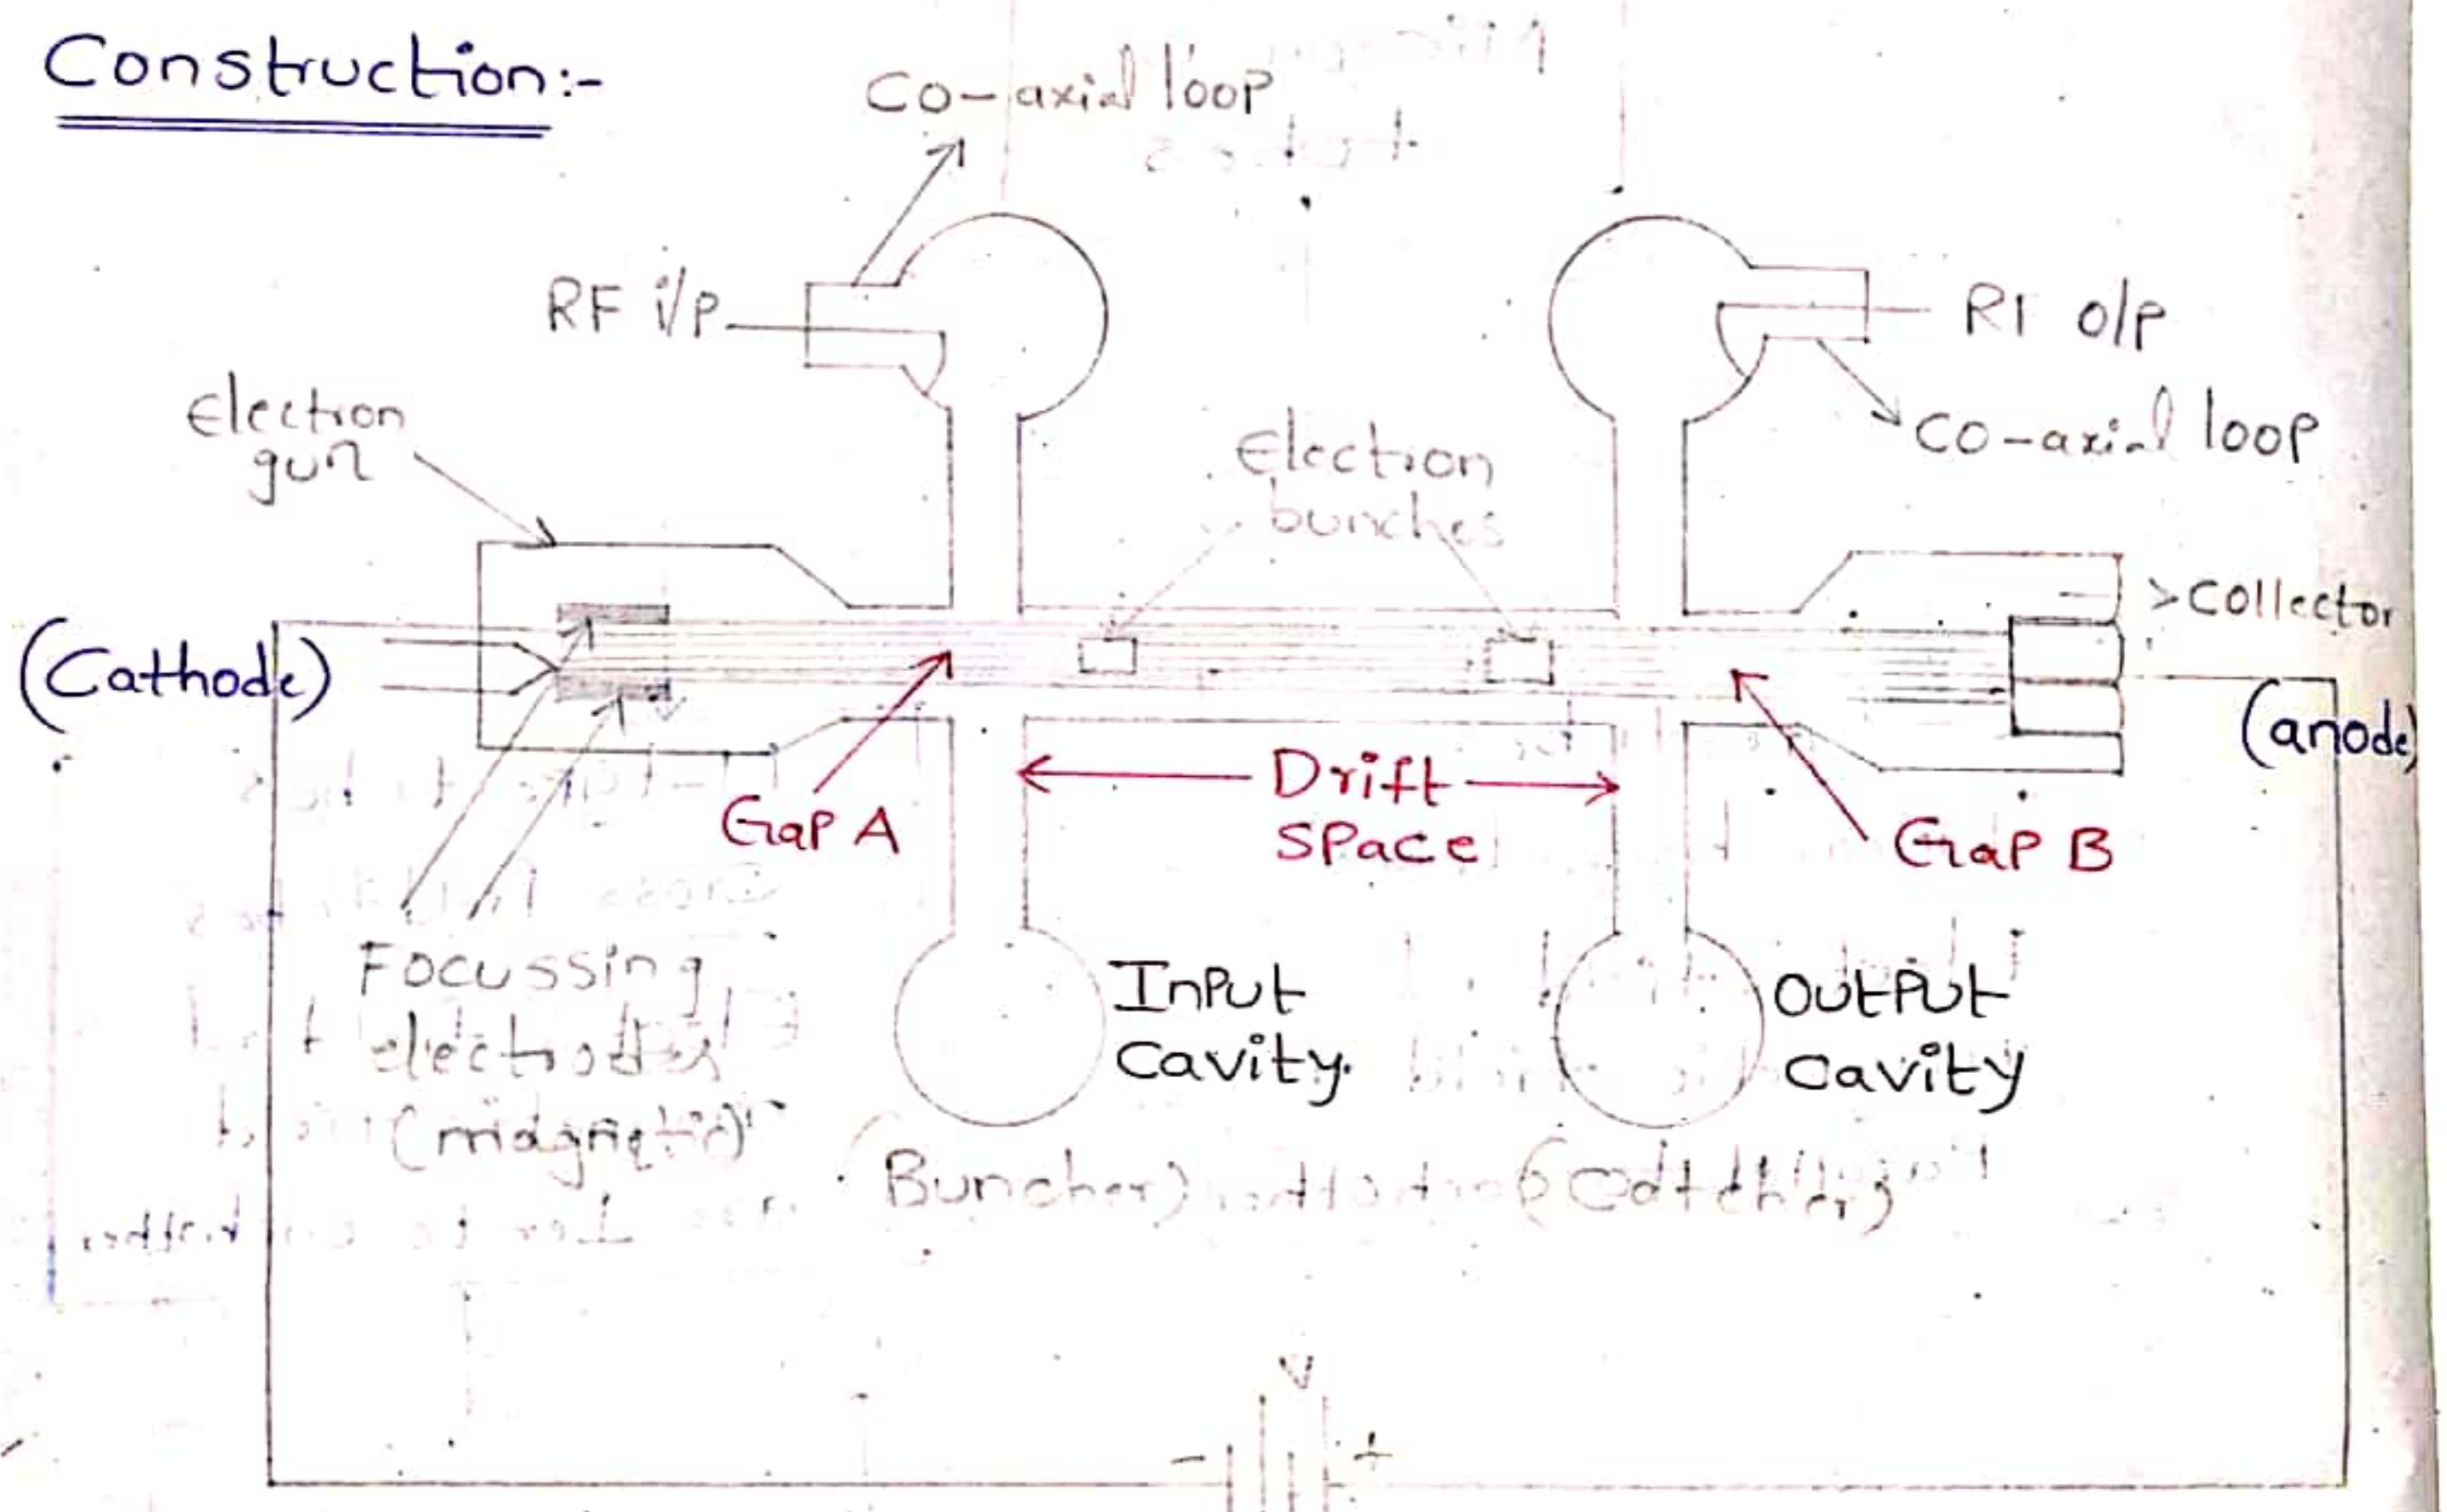 Construction:-
Co-axial loop
RF i/p
RF o/p
Co-axial loop
Electron
gun
Electron
bunches
>Collector
(Cathode)
(anode)
Gap A
Drift
Space
Gap B
Focussing
electrodes
(magnetic)
Input
Cavity.
Output
Cavity
(Buncher)
(Catcher)
V
- +